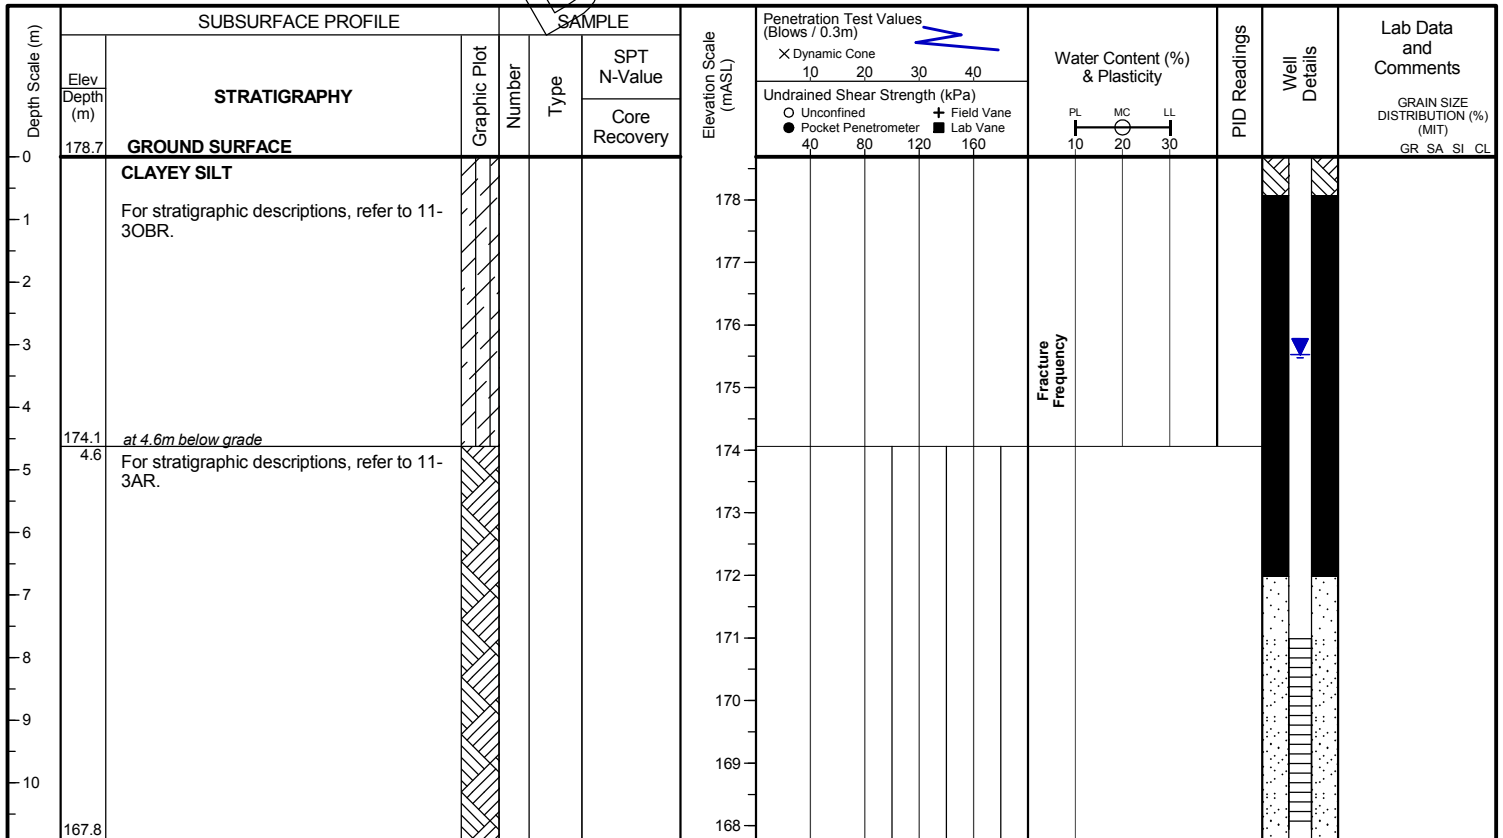 SUBSURFACE PROFILE
SAMPLE
Depth Scale (m)
Elev
Depth
(m)
STRATIGRAPHY
Graphic Plot
Number
Type
SPT
N-Value
Core
Recovery
Elevation Scale
(mASL)
Penetration Test Values
(Blows / 0.3m)
Dynamic Cone
10 20 30 40
Undrained Shear Strength (kPa)
Unconfined Field Vane
Pocket Penetrometer Lab Vane
40 80 120 160
Water Content (%)
& Plasticity
PL MC LL
10 20 30
PID Readings
Well
Details
Lab Data
and
Comments
GRAIN SIZE
DISTRIBUTION (%)
(MIT)
GR SA SI CL
178.7 GROUND SURFACE
CLAYEY SILT
For stratigraphic descriptions, refer to 11-
3OBR.
174.1 at 4.6m below grade
4.6
For stratigraphic descriptions, refer to 11-
3AR.
167.8
0
1
2
3
4
5
6
7
8
9
10
178
177
176
175
174
173
172
171
170
169
168
Fracture
Frequency